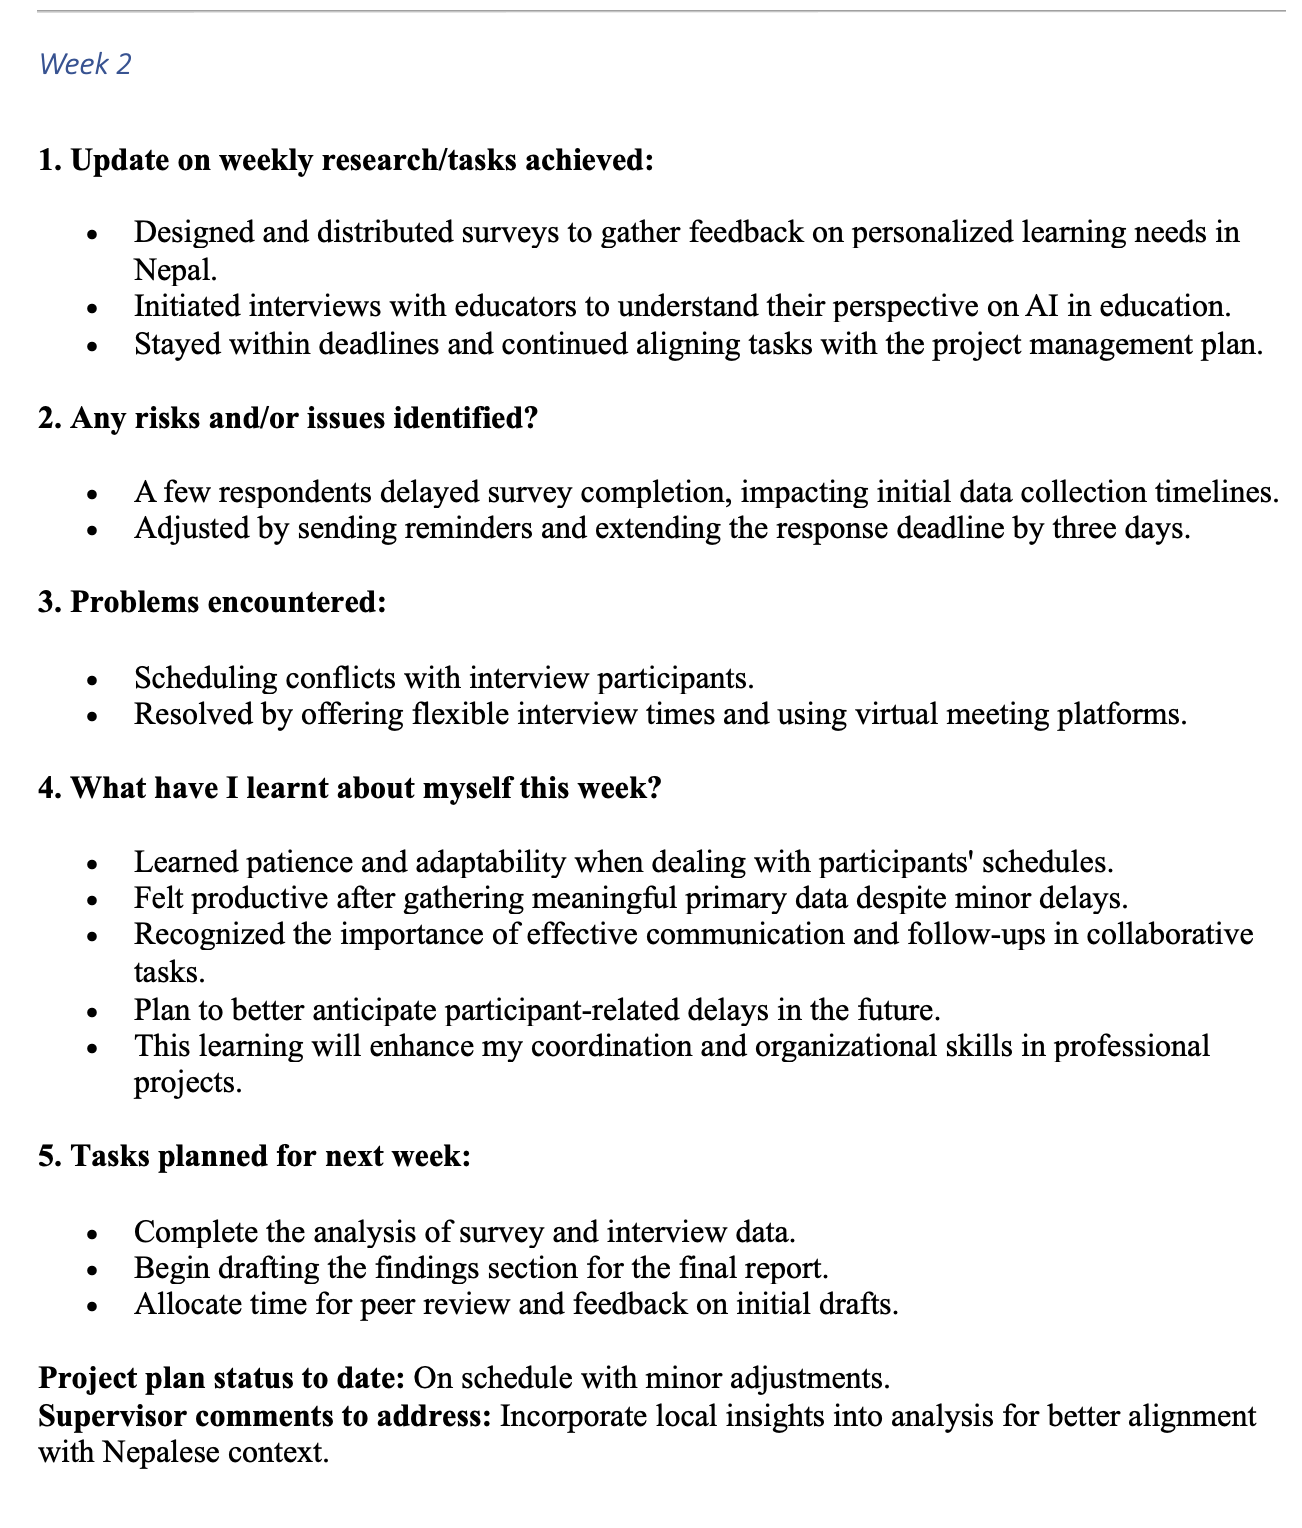 Week 2
1. Update on weekly research/tasks achieved:
• Designed and distributed surveys to gather feedback on personalized learning needs in
Nepal.
• Initiated interviews with educators to understand their perspective on AI in education.
• Stayed within deadlines and continued aligning tasks with the project management plan.
2. Any risks and/or issues identified?
• A few respondents delayed survey completion, impacting initial data collection timelines.
• Adjusted by sending reminders and extending the response deadline by three days.
3. Problems encountered:
• Scheduling conflicts with interview participants.
• Resolved by offering flexible interview times and using virtual meeting platforms.
4. What have I learnt about myself this week?
• Learned patience and adaptability when dealing with participants' schedules.
• Felt productive after gathering meaningful primary data despite minor delays.
• Recognized the importance of effective communication and follow-ups in collaborative
tasks.
• Plan to better anticipate participant-related delays in the future.
• This learning will enhance my coordination and organizational skills in professional
projects.
5. Tasks planned for next week:
• Complete the analysis of survey and interview data.
• Begin drafting the findings section for the final report.
• Allocate time for peer review and feedback on initial drafts.
Project plan status to date: On schedule with minor adjustments.
Supervisor comments to address: Incorporate local insights into analysis for better alignment
with Nepalese context.